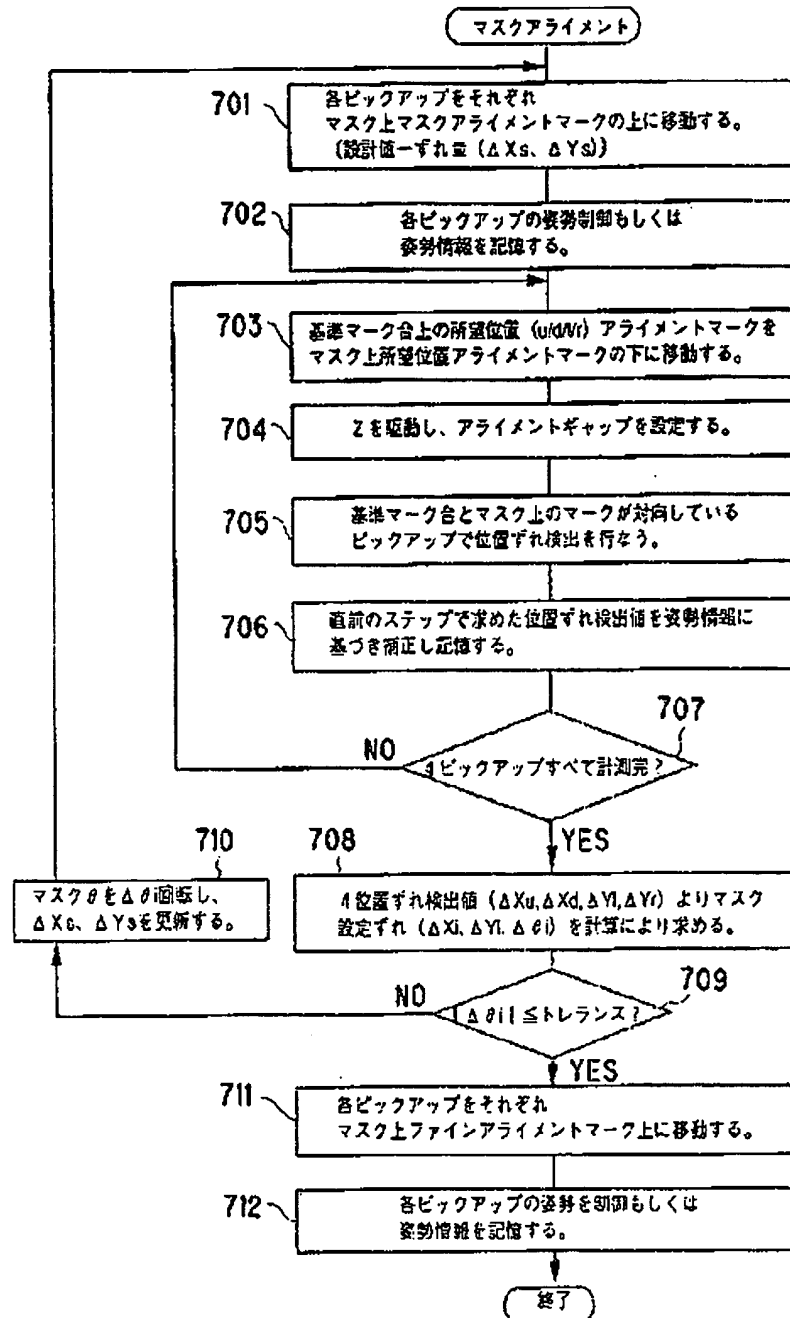 マスクアライメント
701
各ピックアップをそれぞれ
マスク上マスクアライメントマークの上に移動する。
{設計値ーずれ量(ΔXs、ΔYs)}
702
各ピックアップの姿勢制御もしくは
姿勢情報を記憶する。
703
基準マーク台上の所望位置(u/d/l/r)アライメントマークを
マスク上所望位置アライメントマークの下に移動する。
704
Zを駆動し、アライメントギャップを設定する。
705
基準マーク台とマスク上のマークが対向している
ピックアップで位置ずれ検出を行なう。
706
直前のステップで求めた位置ずれ検出値を姿勢情報に
基づき補正し記憶する。
707
NO
4ピックアップすべて計測完?
YES
710
マスクθをΔθi回転し、
ΔXs、ΔYsを更新する。
708
4位置ずれ検出値(ΔXu,ΔXd,ΔYl,ΔYr)よりマスク
設定ずれ(ΔXi,ΔYi,Δθi)を計算により求める。
709
NO
|Δθi|≦トレランス?
YES
711
各ピックアップをそれぞれ
マスク上ファインアライメントマーク上に移動する。
712
各ピックアップの姿勢を制御もしくは
姿勢情報を記憶する。
終了